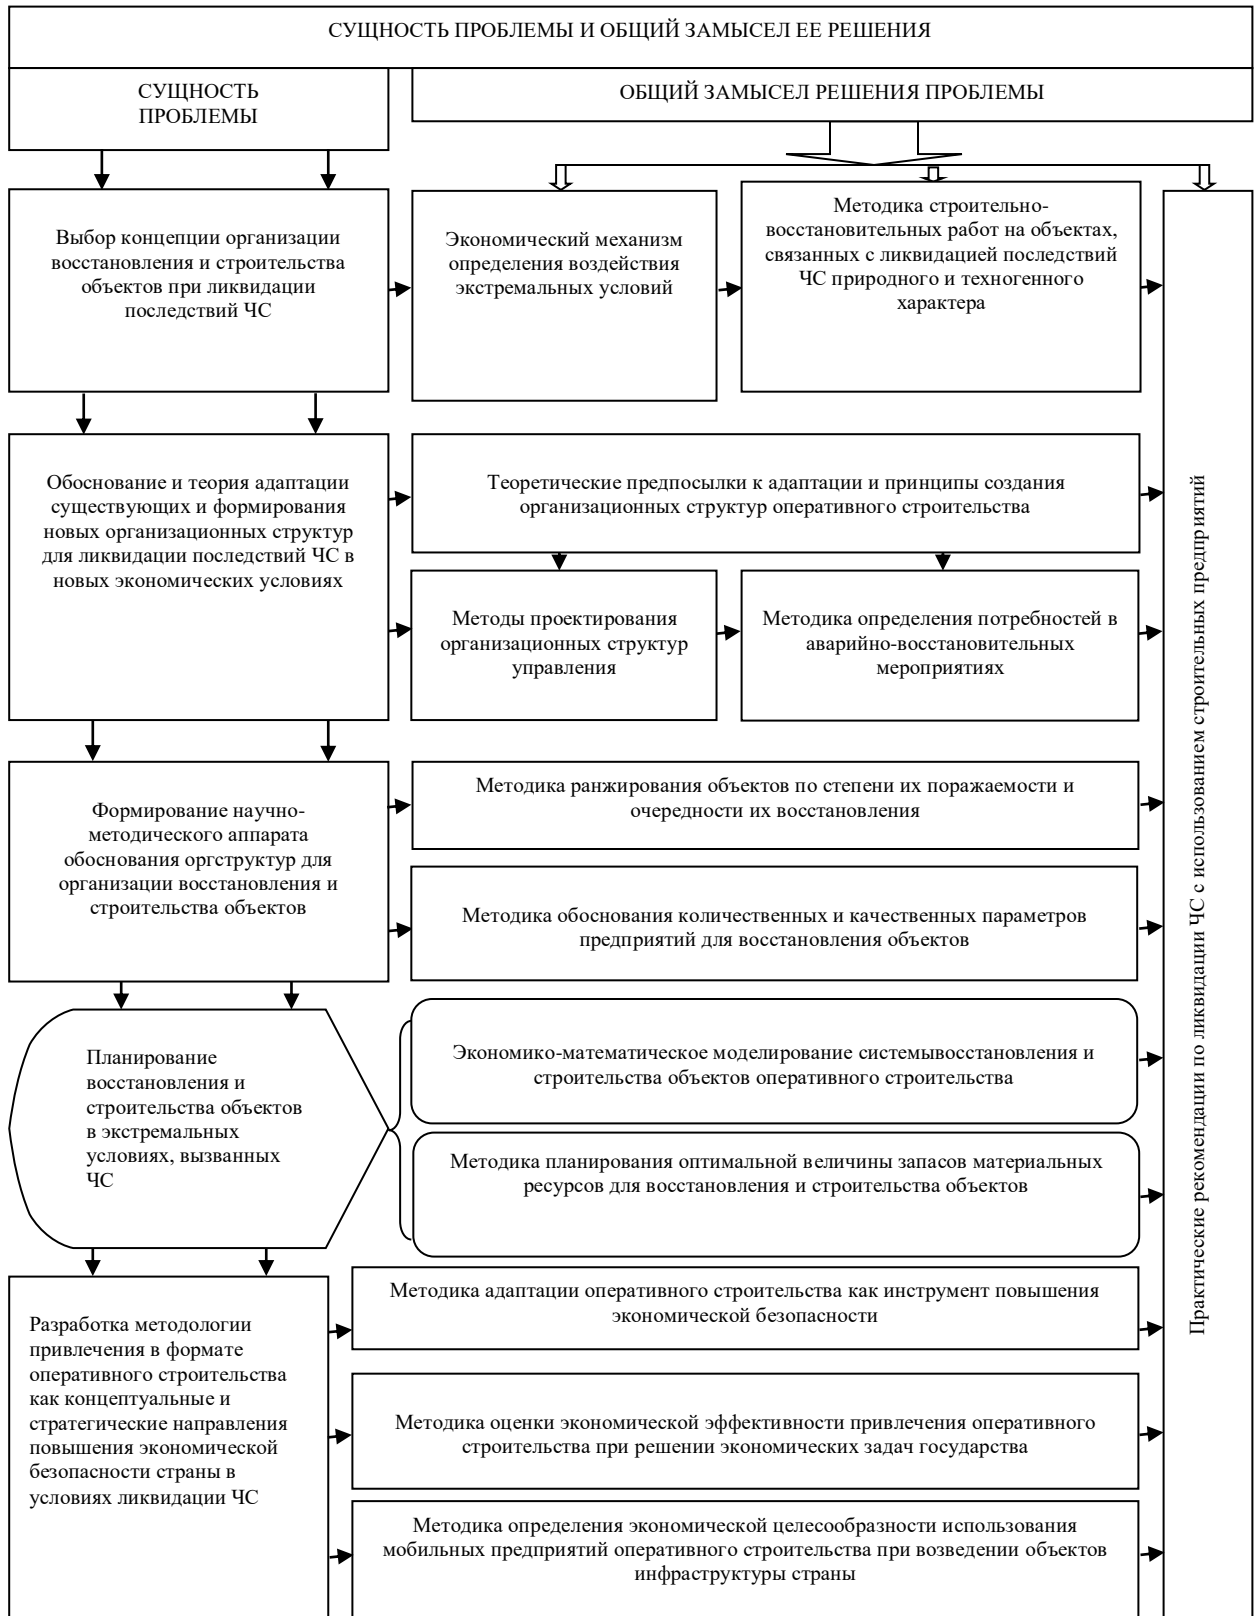 СУЩНОСТЬ ПРОБЛЕМЫ И ОБЩИЙ ЗАМЫСЕЛ ЕЕ РЕШЕНИЯ
СУЩНОСТЬ
ПРОБЛЕМЫ
ОБЩИЙ ЗАМЫСЕЛ РЕШЕНИЯ ПРОБЛЕМЫ
Выбор концепции организации
восстановления и строительства
объектов при ликвидации
последствий ЧС
Экономический механизм
определения воздействия
экстремальных условий
Методика строительно-
восстановительных работ на объектах,
связанных с ликвидацией последствий
ЧС природного и техногенного
характера
Обоснование и теория адаптации
существующих и формирования
новых организационных структур
для ликвидации последствий ЧС в
новых экономических условиях
Теоретические предпосылки к адаптации и принципы создания
организационных структур оперативного строительства
Методы проектирования
организационных структур
управления
Методика определения потребностей в
аварийно-восстановительных
мероприятиях
Формирование научно-
методического аппарата
обоснования оргструктур для
организации восстановления и
строительства объектов
Методика ранжирования объектов по степени их поражаемости и
очередности их восстановления
Методика обоснования количественных и качественных параметров
предприятий для восстановления объектов
Планирование
восстановления и
строительства объектов
в экстремальных
условиях, вызванных
ЧС
Экономико-математическое моделирование системывосстановления и
строительства объектов оперативного строительства
Методика планирования оптимальной величины запасов материальных
ресурсов для восстановления и строительства объектов
Разработка методологии
привлечения в формате
оперативного строительства
как концептуальные и
стратегические направления
повышения экономической
безопасности страны в
условиях ликвидации ЧС
Методика адаптации оперативного строительства как инструмент повышения
экономической безопасности
Методика оценки экономической эффективности привлечения оперативного
строительства при решении экономических задач государства
Методика определения экономической целесообразности использования
мобильных предприятий оперативного строительства при возведении объектов
инфраструктуры страны
Практические рекомендации по ликвидации ЧС с использованием строительных предприятий